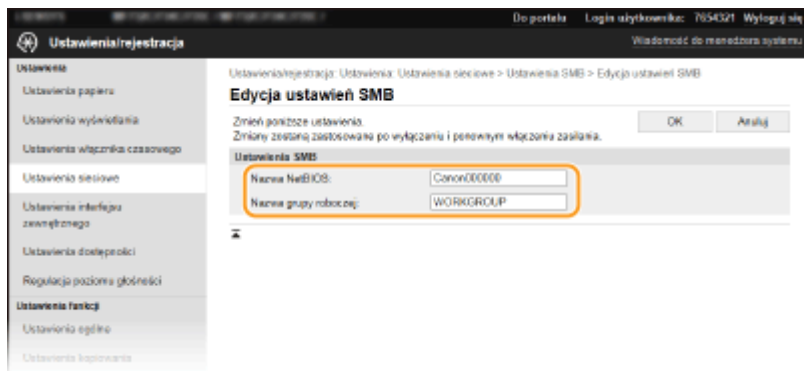 Do portalu Login użytkownika: 7654321 Wyloguj się
Ustawienia/rejestracja
Wiadomość do menedżera systemu
Ustawienia
Ustawienia papieru
Ustawienia wyświetlania
Ustawienia włącznika czasowego
Ustawienia sieciowe
Ustawienia interfejsu
zewnętrznego
Ustawienia dostępności
Regulacja poziomu głośności
Ustawienia funkcji
Ustawienia ogólne
Ustawienia kopiowania
Ustawienia/rejestracja: Ustawienia: Ustawienia sieciowe > Ustawienia SMB > Edycja ustawień SMB
Edycja ustawień SMB
Zmień poniższe ustawienia.
Zmiany zostaną zastosowane po wyłączeniu i ponownym włączeniu zasilania.
OK Anuluj
Ustawienia SMB
Nazwa NetBIOS: Canon000000
Nazwa grupy roboczej: WORKGROUP